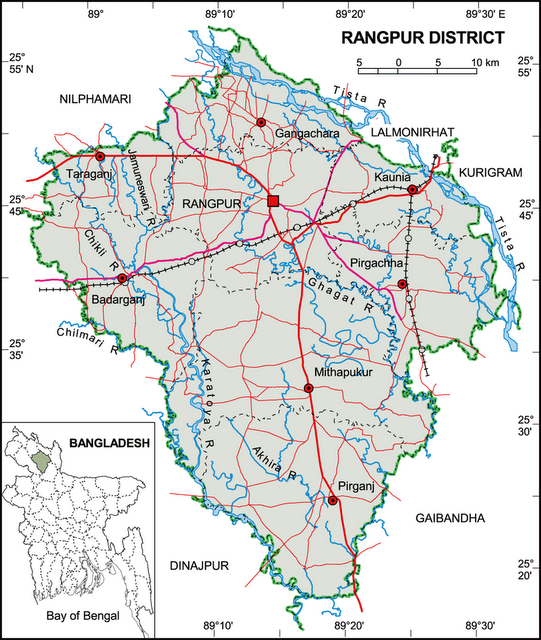 89°
89°10'
89°20'
89°30' E
RANGPUR DISTRICT
5 0 5 10 km
25°
55' N
25°
55'
NILPHAMARI
Tista R
Gangachara
LALMONIRHAT
Taraganj
Jamuneswari R
Kaunia
KURIGRAM
25°
45'
RANGPUR
25°
45'
Tista R
Chikli R
Pirgachha
Badarganj
Ghagat R
Chilmari R
25°
35'
Karatoya R
Mithapukur
25°
30'
BANGLADESH
Akhira R
Pirganj
GAIBANDHA
DINAJPUR
25°
20'
Bay of Bengal
89°10'
89°20'
89°30'